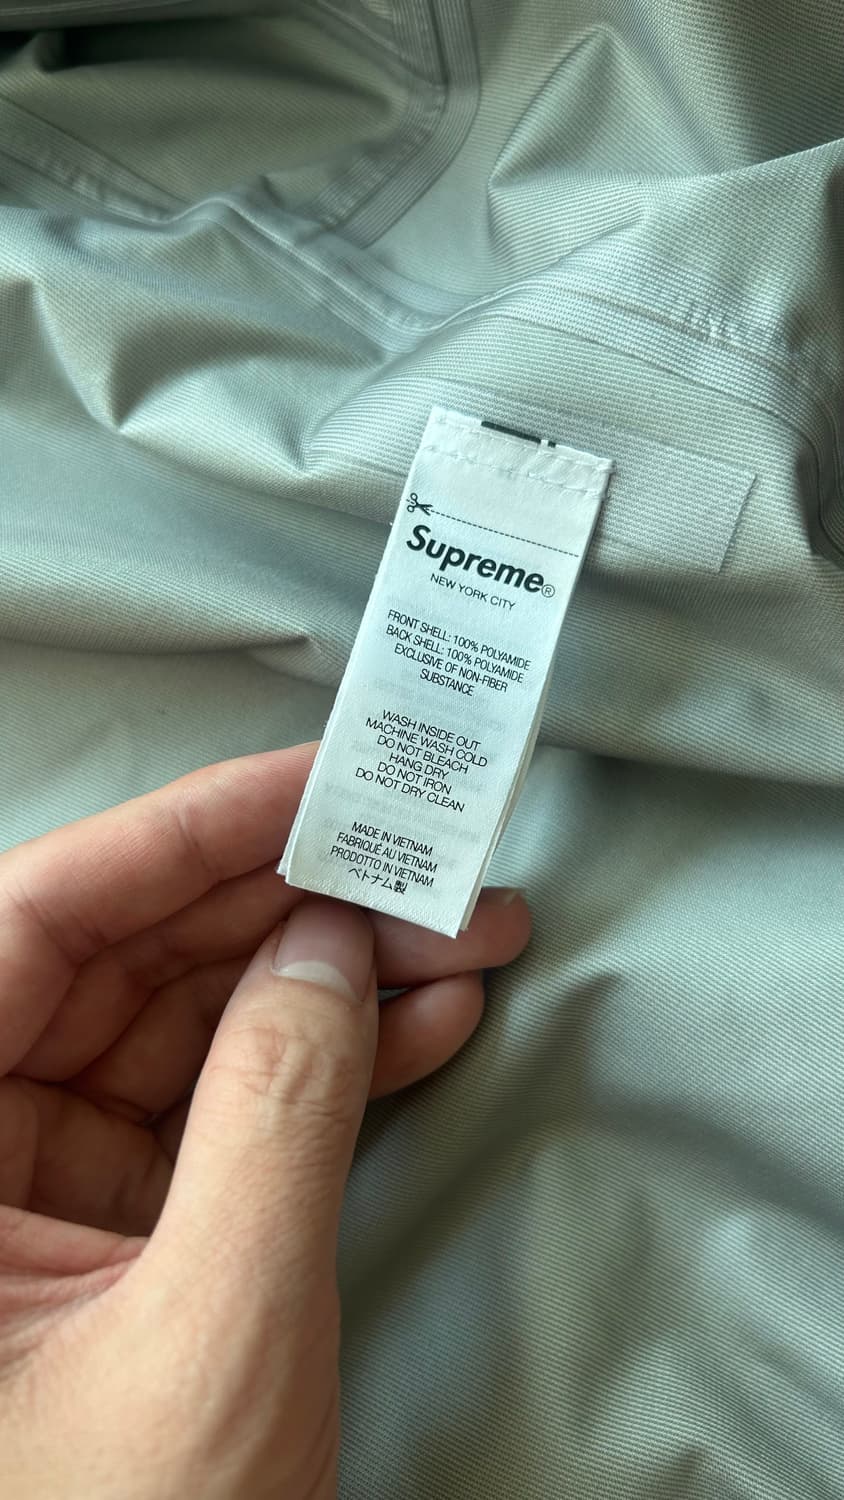 Supreme®
NEW YORK CITY
FRONT SHELL: 100% POLYAMIDE
BACK SHELL: 100% POLYAMIDE
EXCLUSIVE OF NON-FIBER
SUBSTANCE
WASH INSIDE OUT
MACHINE WASH COLD
DO NOT BLEACH
HANG DRY
DO NOT IRON
DO NOT DRY CLEAN
MADE IN VIETNAM
FABRIQUÉ AU VIETNAM
PRODOTTO IN VIETNAM
ベトナム製